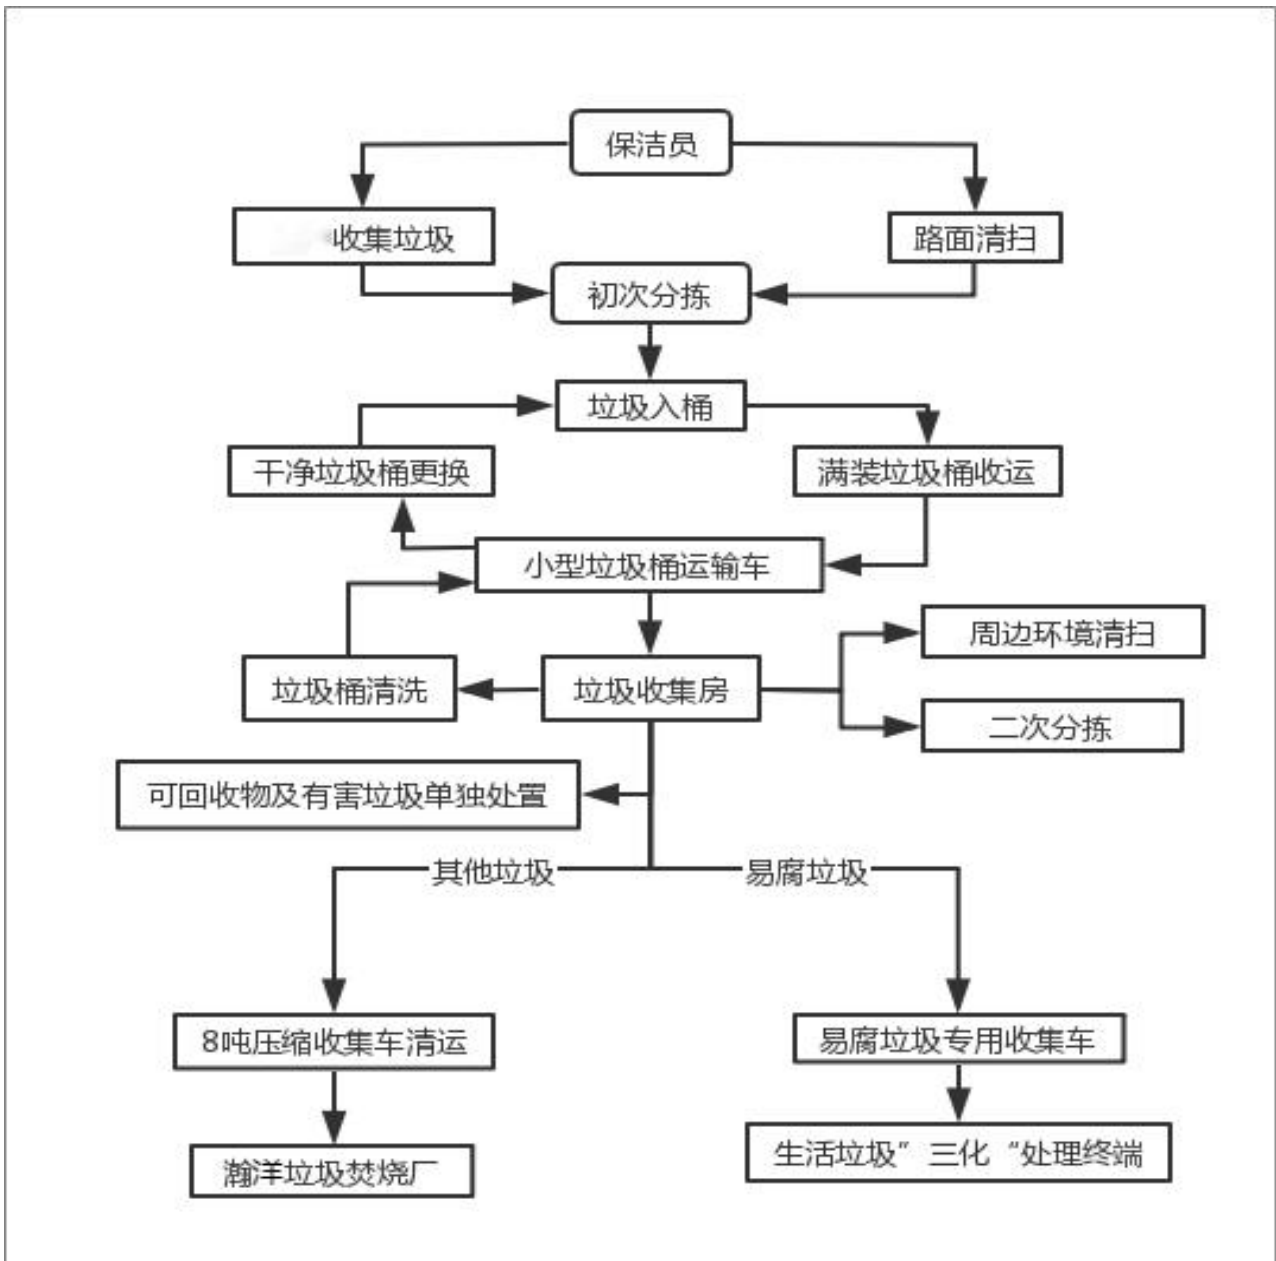 保洁员
收集垃圾
路面清扫
初次分拣
垃圾入桶
干净垃圾桶更换
满装垃圾桶收运
小型垃圾桶运输车
周边环境清扫
垃圾桶清洗
垃圾收集房
二次分拣
可回收物及有害垃圾单独处置
其他垃圾
易腐垃圾
8吨压缩收集车清运
易腐垃圾专用收集车
瀚洋垃圾焚烧厂
生活垃圾”三化“处理终端